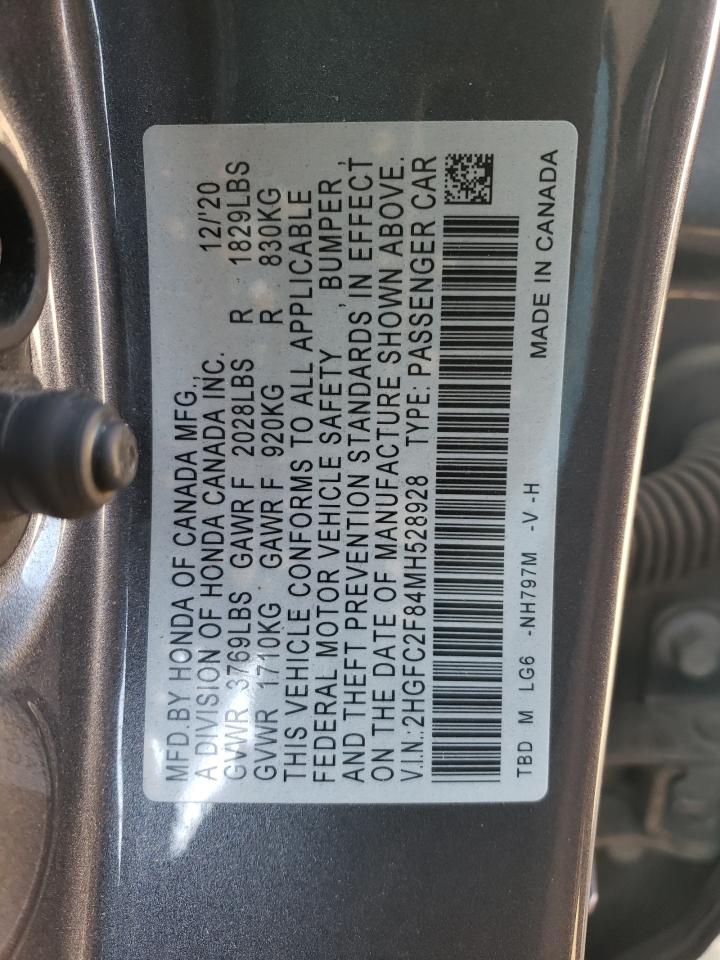 MFD.BY HONDA OF CANADA MFG.,
A DIVISION OF HONDA CANADA INC. 12/'20
GVWR 3769LBS GAWR F 2028LBS R 1829LBS
GVWR 1710KG GAWR F 920KG R 830KG
THIS VEHICLE CONFORMS TO ALL APPLICABLE
FEDERAL MOTOR VEHICLE SAFETY , BUMPER ,
AND THEFT PREVENTION STANDARDS IN EFFECT
ON THE DATE OF MANUFACTURE SHOWN ABOVE.
V.I.N.:2HGFC2F84MH528928 TYPE: PASSENGER CAR
TBD M LG6 -NH797M -V -H
MADE IN CANADA